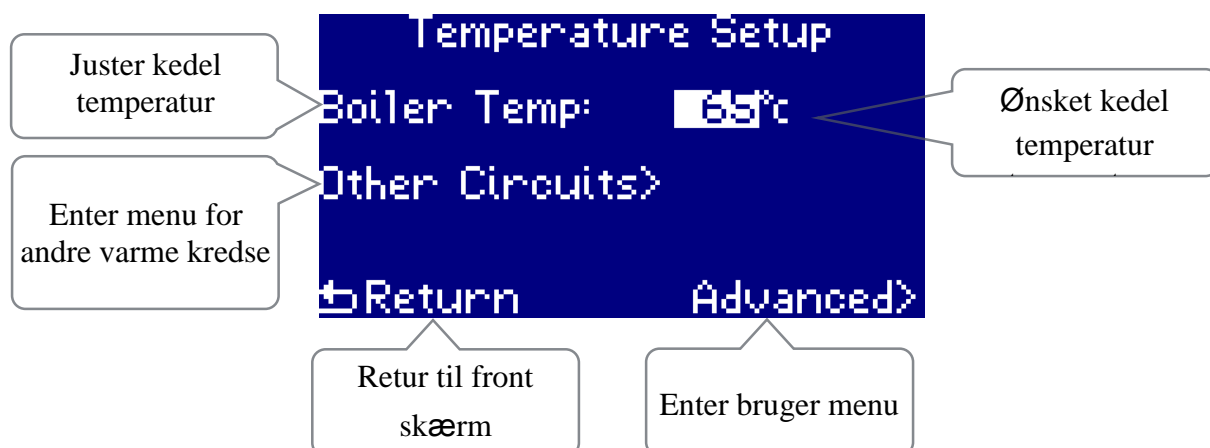 Temperature Setup
Juster kedel
temperatur
Boiler Temp: 65°c
Ønsket kedel
temperatur
Other Circuits>
Enter menu for
andre varme kredse
Return Advanced>
Retur til front
skærm
Enter bruger menu